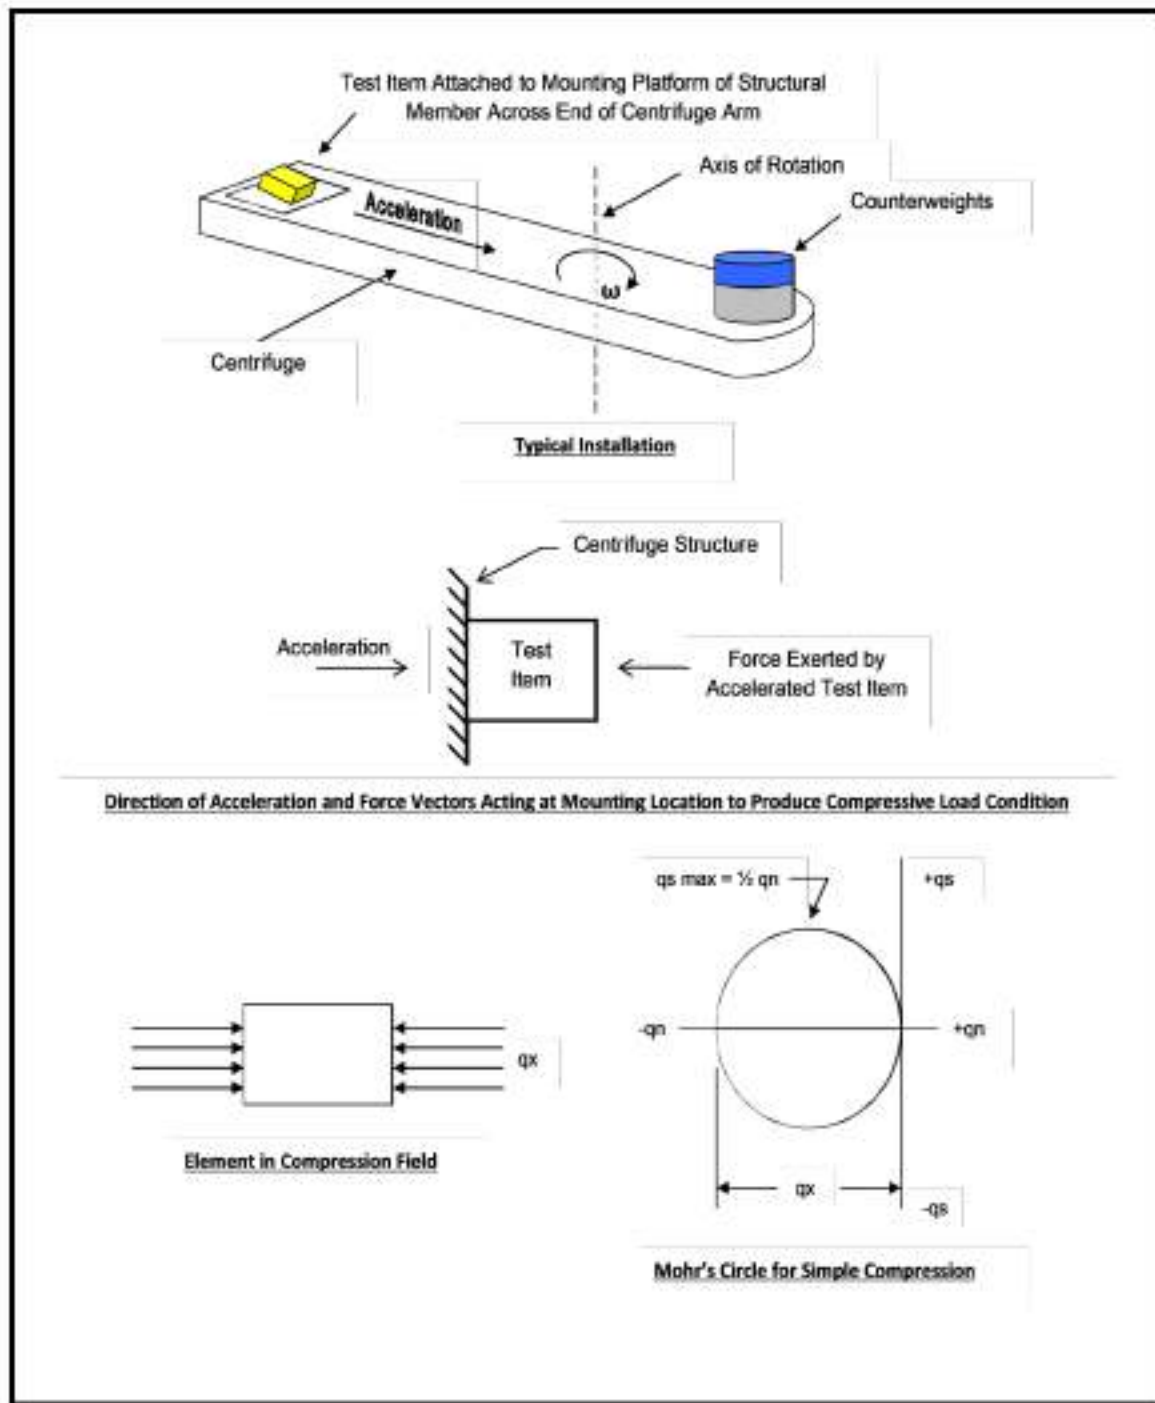 Test Item Attached to Mounting Platform of Structural
Member Across End of Centrifuge Arm
Axis of Rotation
Counterweights
Acceleration
ω
Centrifuge
Typical Installation
Centrifuge Structure
Acceleration
Test
Item
Force Exerted by
Accelerated Test Item
Direction of Acceleration and Force Vectors Acting at Mounting Location to Produce Compressive Load Condition
qs max = ½ qn
+qs
-qn
+qn
qx
Element in Compression Field
qx
-qs
Mohr's Circle for Simple Compression